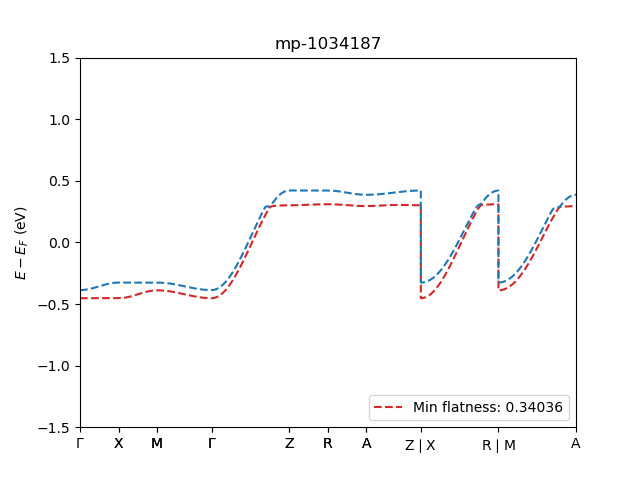 mp-1034187
1.5
1.0
0.5
0.0
−0.5
−1.0
−1.5
E − E_F (eV)
Min flatness: 0.34036
Γ X M Γ Z R A Z | X R | M A